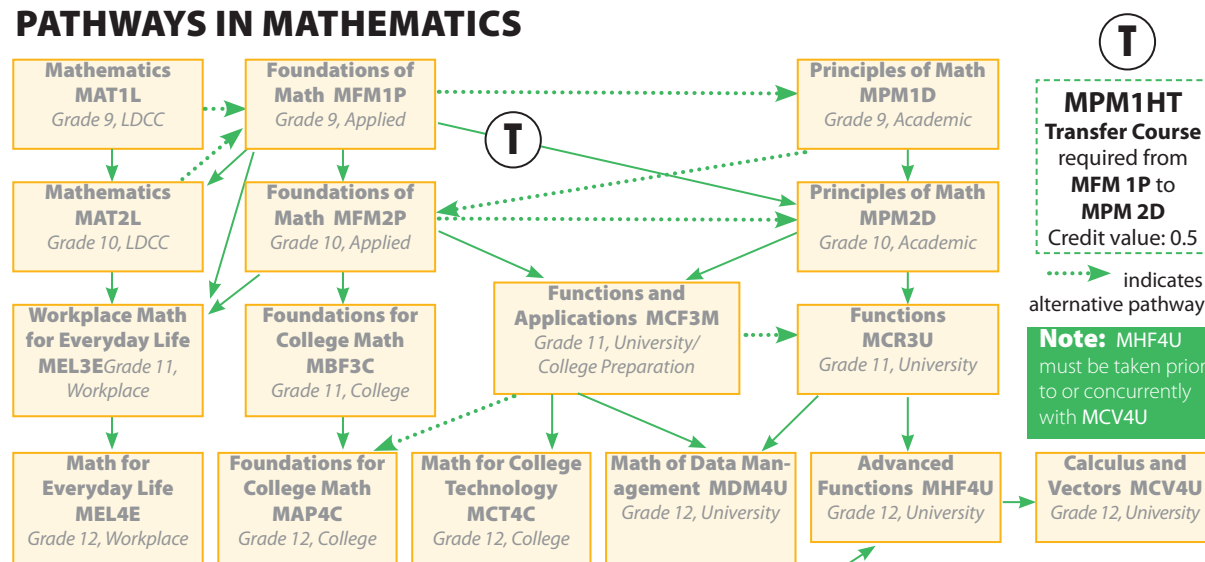 PATHWAYS IN MATHEMATICS
Mathematics
MAT1L
Grade 9, LDCC
Foundations of
Math MFM1P
Grade 9, Applied
Principles of Math
MPM1D
Grade 9, Academic
T
T
MPM1HT
Transfer Course
required from
MFM 1P to
MPM 2D
Credit value: 0.5
Mathematics
MAT2L
Grade 10, LDCC
Foundations of
Math MFM2P
Grade 10, Applied
Principles of Math
MPM2D
Grade 10, Academic
indicates
alternative pathway
Workplace Math
for Everyday Life
MEL3E Grade 11,
Workplace
Foundations for
College Math
MBF3C
Grade 11, College
Functions and
Applications MCF3M
Grade 11, University/
College Preparation
Functions
MCR3U
Grade 11, University
Note: MHF4U
must be taken prior
to or concurrently
with MCV4U
Math for
Everyday Life
MEL4E
Grade 12, Workplace
Foundations for
College Math
MAP4C
Grade 12, College
Math for College
Technology
MCT4C
Grade 12, College
Math of Data Man-
agement MDM4U
Grade 12, University
Advanced
Functions MHF4U
Grade 12, University
Calculus and
Vectors MCV4U
Grade 12, University